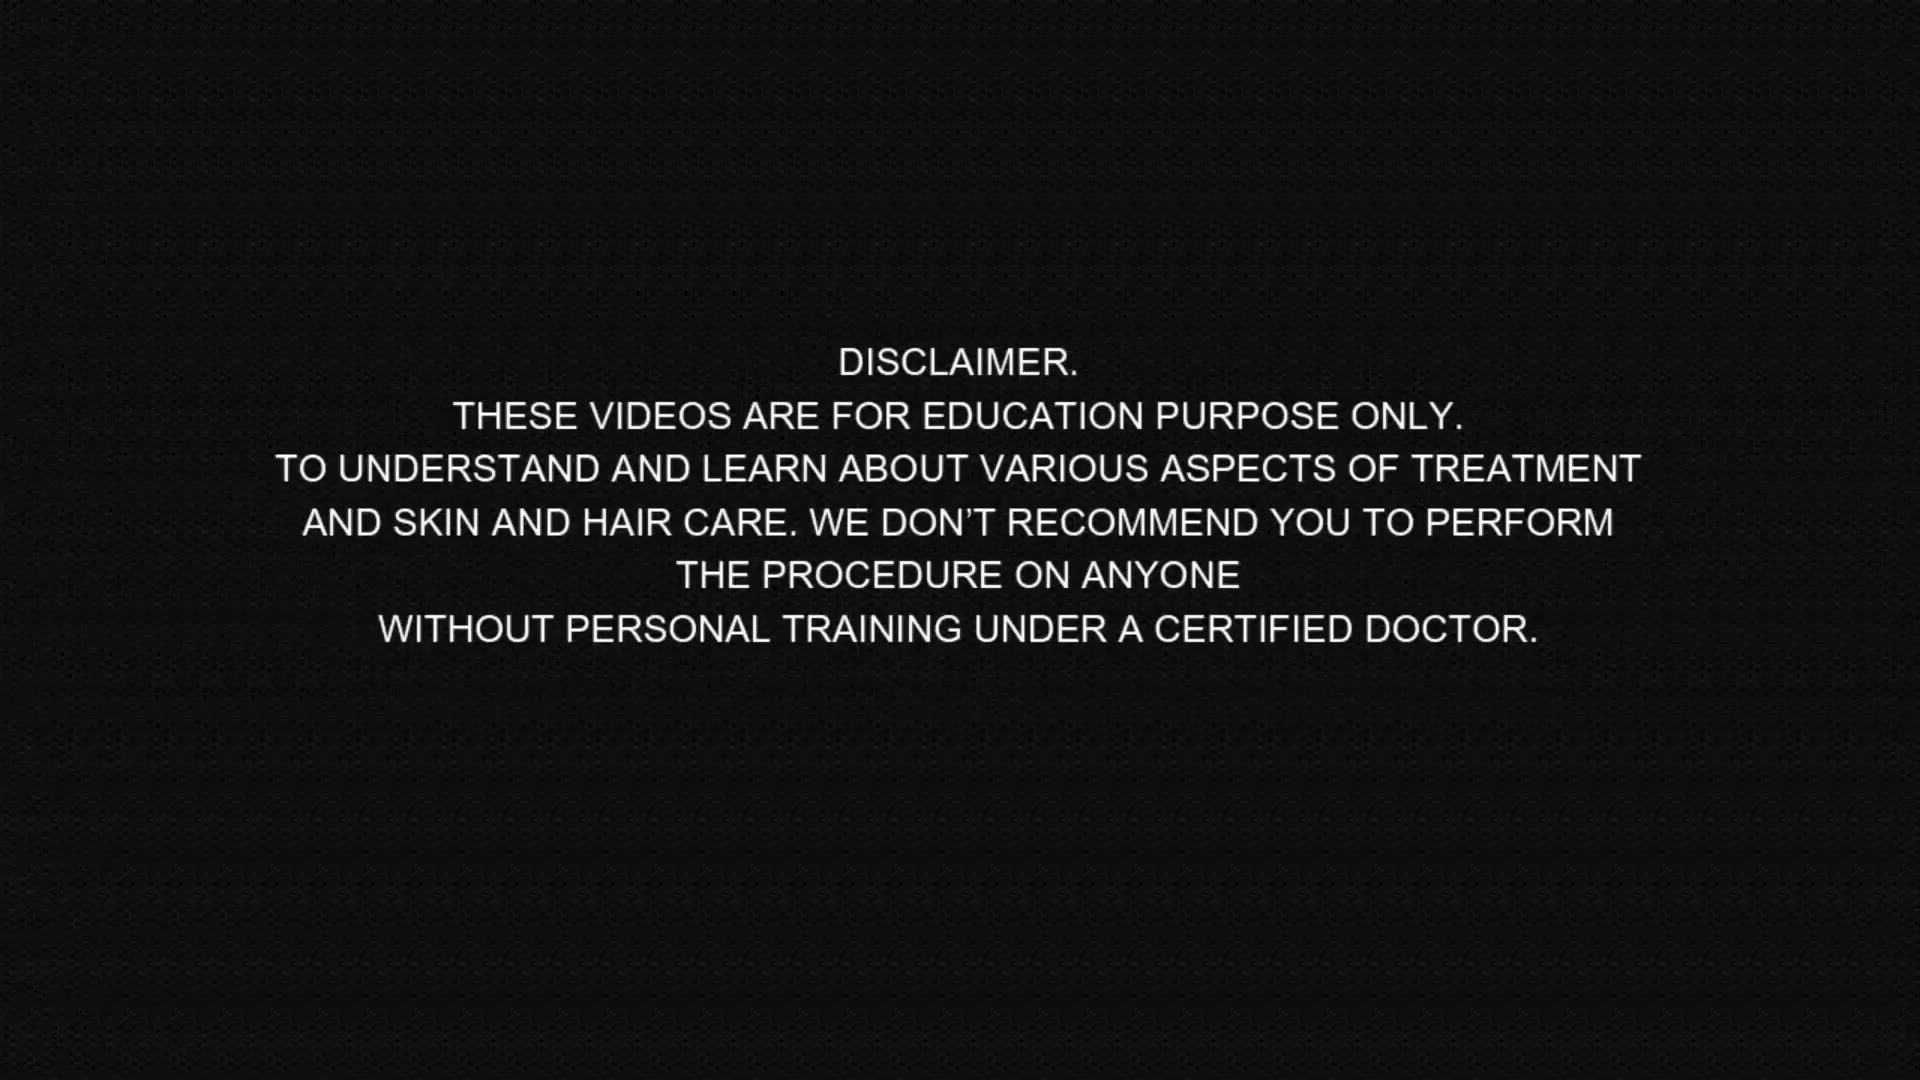 DISCLAIMER.
THESE VIDEOS ARE FOR EDUCATION PURPOSE ONLY.
TO UNDERSTAND AND LEARN ABOUT VARIOUS ASPECTS OF TREATMENT
AND SKIN AND HAIR CARE. WE DON’T RECOMMEND YOU TO PERFORM
THE PROCEDURE ON ANYONE
WITHOUT PERSONAL TRAINING UNDER A CERTIFIED DOCTOR.